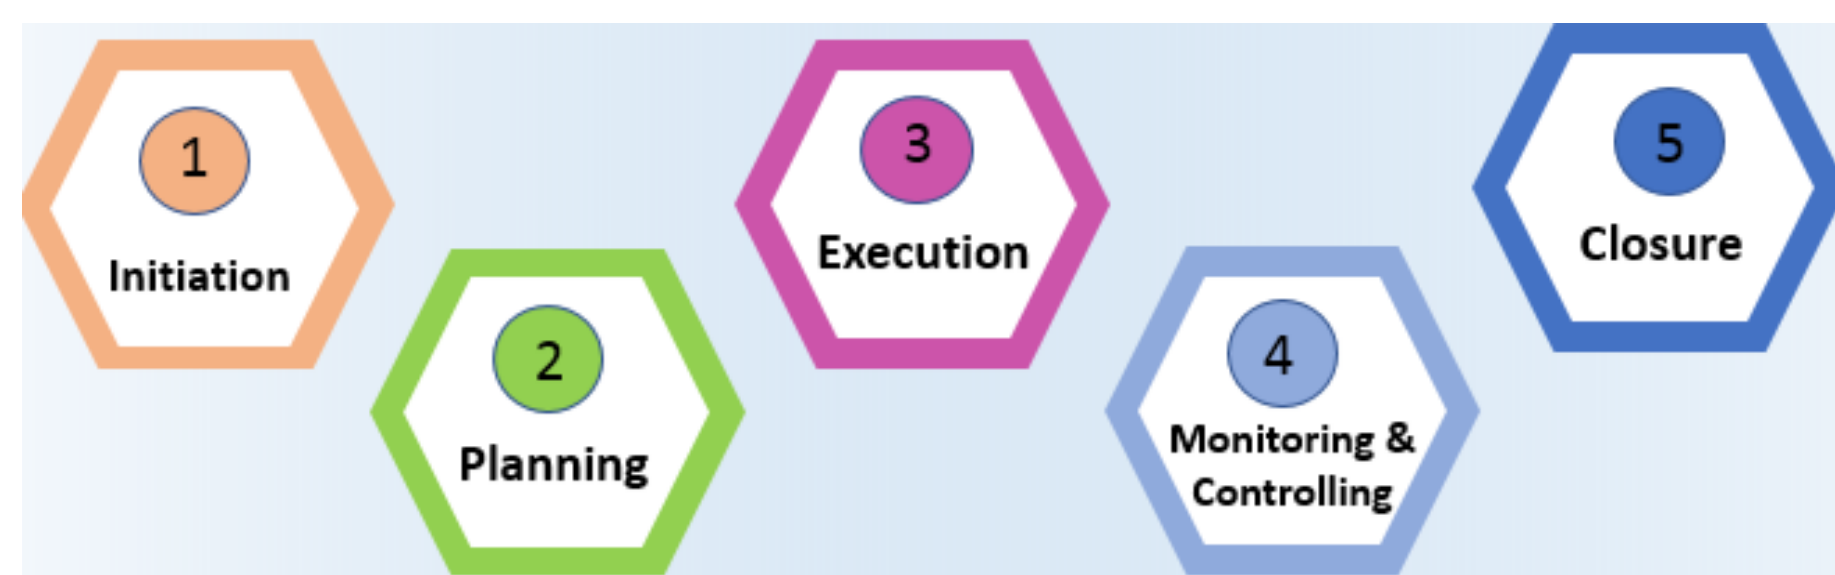 1
Initiation
2
Planning
3
Execution
4
Monitoring &
Controlling
5
Closure